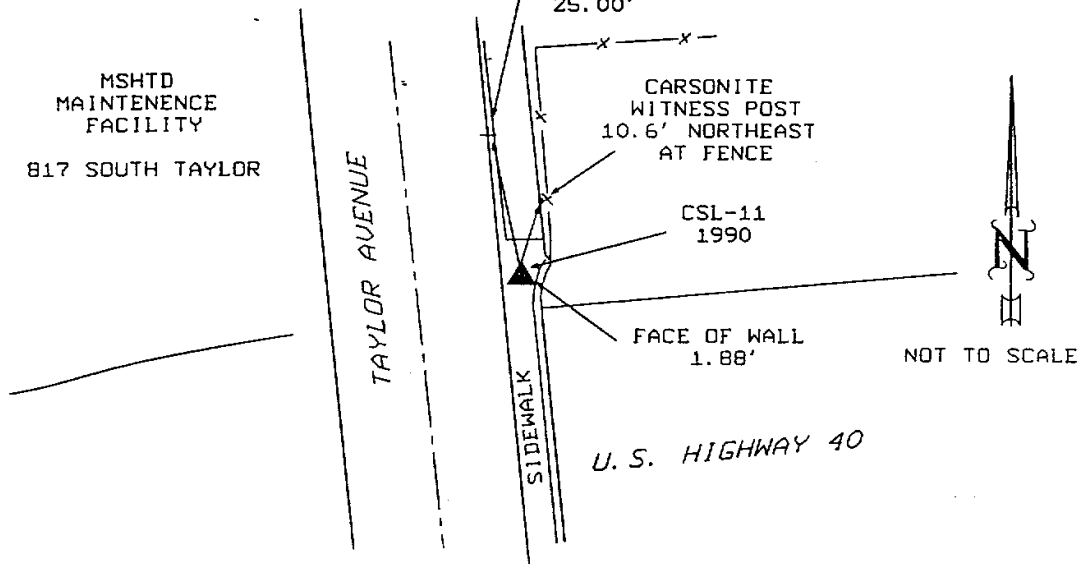 25.00'
MSHTD
MAINTENENCE
FACILITY
817 SOUTH TAYLOR
CARSONITE
WITNESS POST
10.6' NORTHEAST
AT FENCE
CSL-11
1990
TAYLOR AVENUE
N
FACE OF WALL
1.88'
NOT TO SCALE
SIDEWALK
U.S. HIGHWAY 40